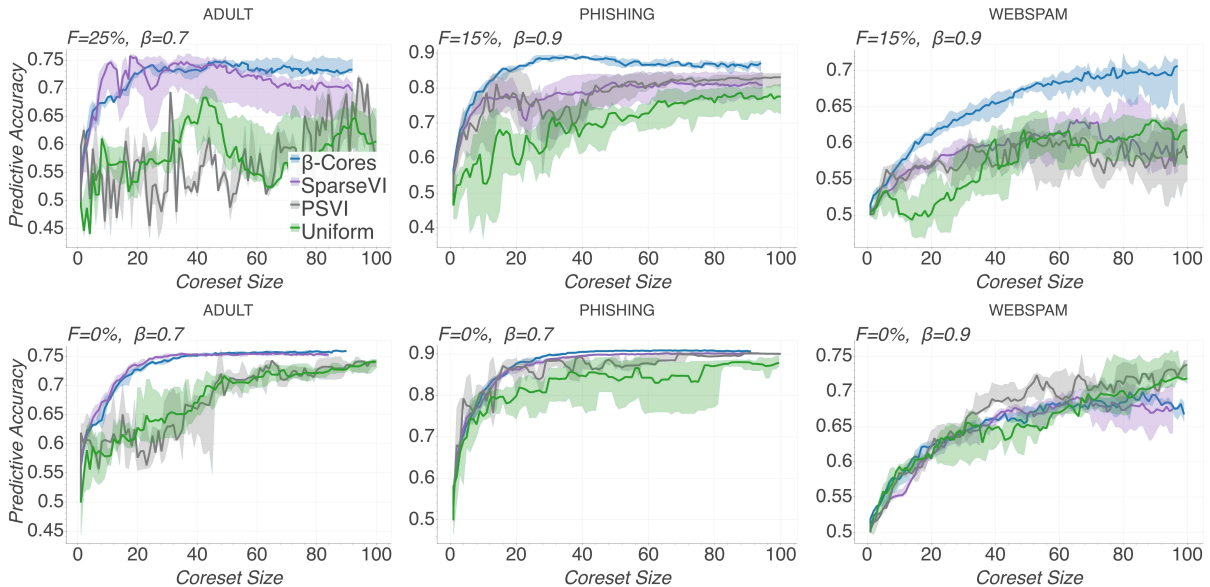 ADULT
F=25%, β=0.7
Predictive Accuracy
0.75
0.7
0.65
0.6
0.55
0.5
0.45
β-Cores
SparseVI
PSVI
Uniform
0 20 40 60 80 100
Coreset Size
PHISHING
F=15%, β=0.9
0.9
0.8
0.7
0.6
0.5
0.4
0 20 40 60 80 100
Coreset Size
WEBSPAM
F=15%, β=0.9
0.7
0.65
0.6
0.55
0.5
0 20 40 60 80 100
Coreset Size
ADULT
F=0%, β=0.7
Predictive Accuracy
0.75
0.7
0.65
0.6
0.55
0.5
0.45
0 20 40 60 80 100
Coreset Size
PHISHING
F=0%, β=0.7
0.9
0.8
0.7
0.6
0.5
0 20 40 60 80 100
Coreset Size
WEBSPAM
F=0%, β=0.9
0.75
0.7
0.65
0.6
0.55
0.5
0 20 40 60 80 100
Coreset Size